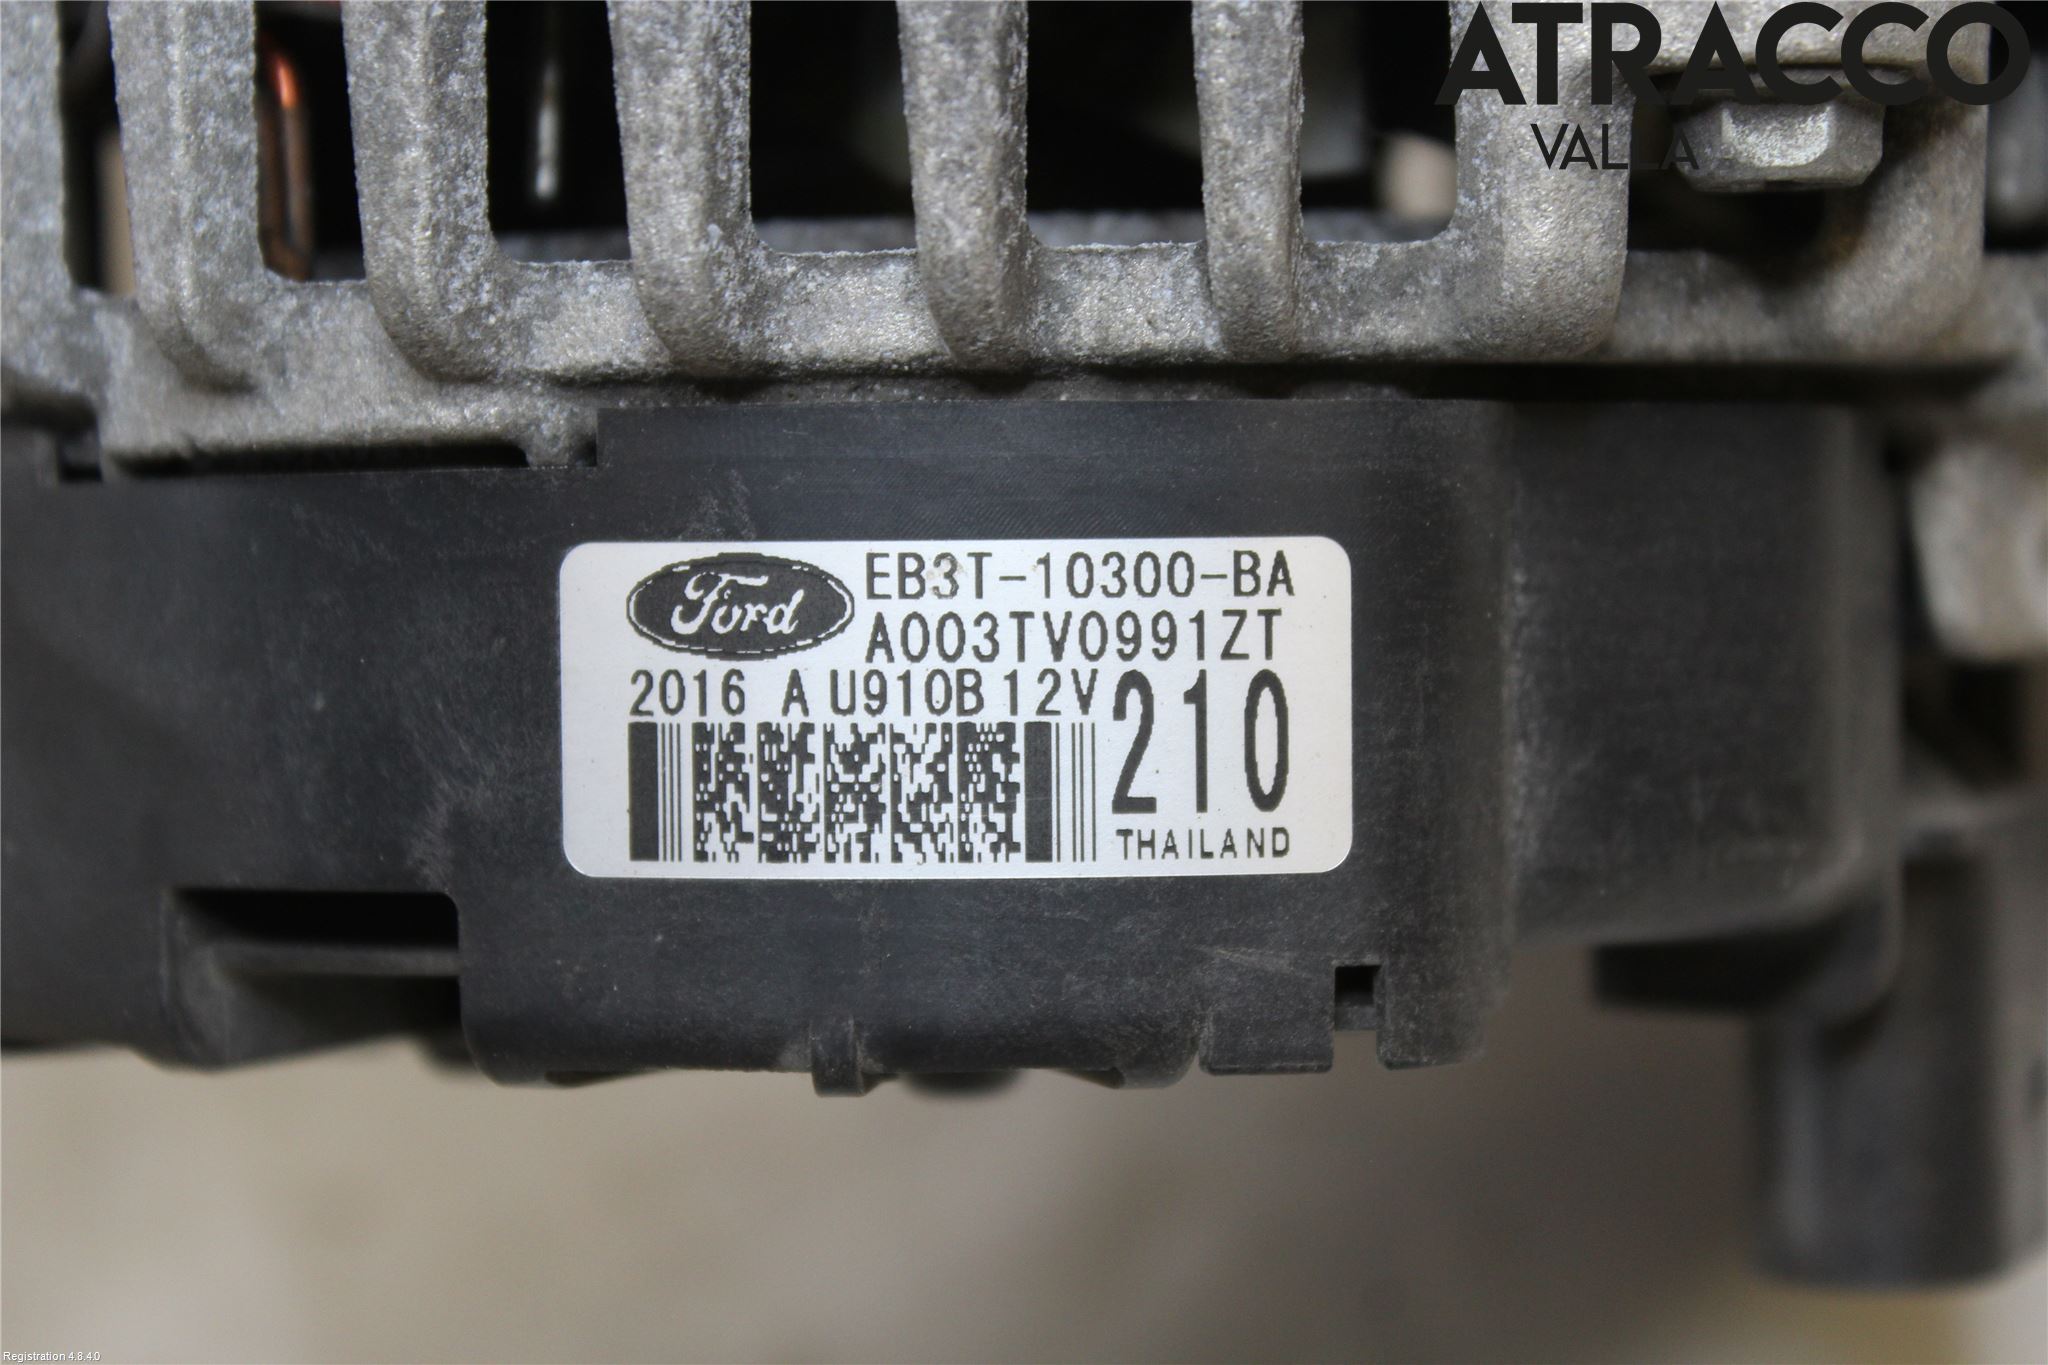 ATRACCO
VALLA
Ford
EB3T-10300-BA
A003TV0991ZT
2016 A U910B 12V
210
THAILAND
Registration 4.8.4.0